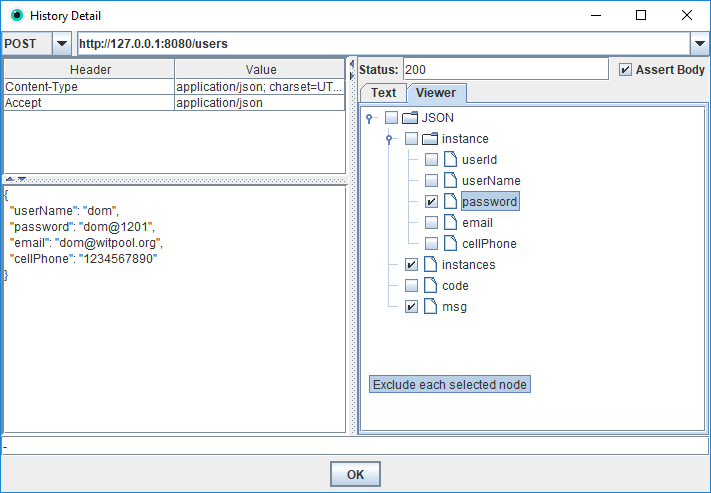 History Detail
POST http://127.0.0.1:8080/users
Header Value
Content-Type application/json; charset=UT...
Accept application/json
{
"userName": "dom",
"password": "dom@1201",
"email": "dom@witpool.org",
"cellPhone": "1234567890"
}
Status: 200 Assert Body
Text Viewer
JSON
instance
userId
userName
password
email
cellPhone
instances
code
msg
Exclude each selected node
-
OK